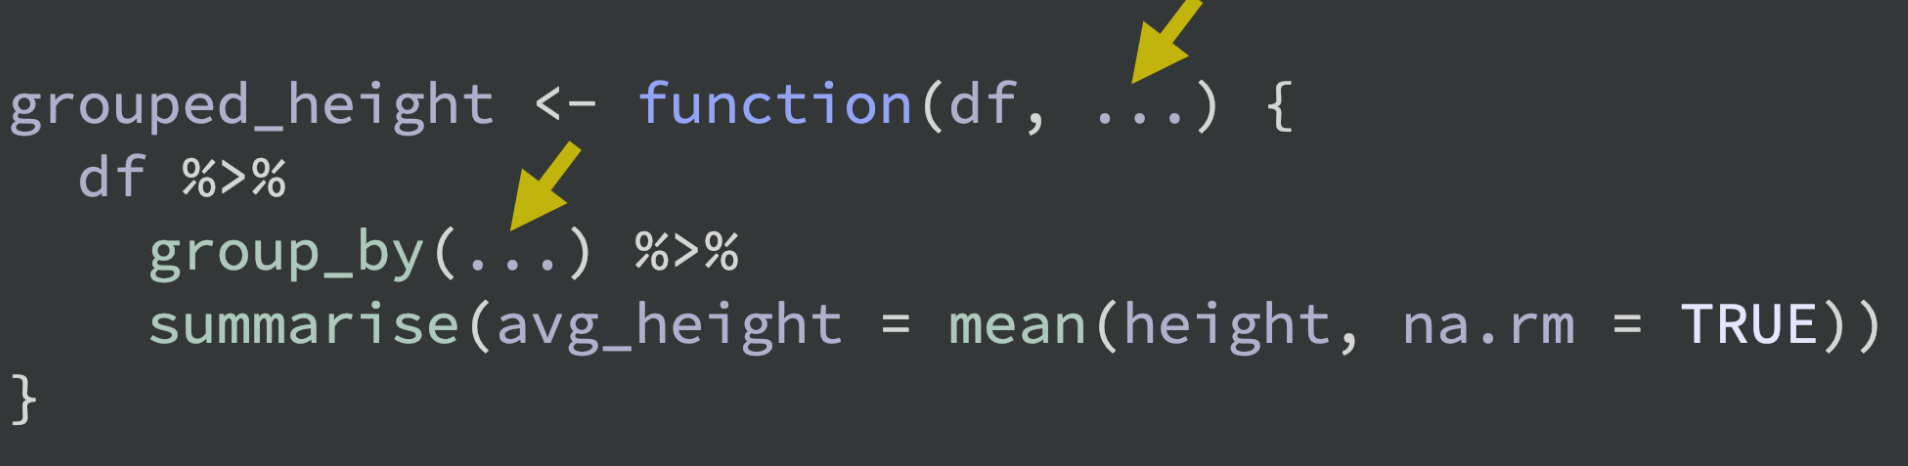 grouped_height <- function(df, ...) {
  df %>%
    group_by(...) %>%
    summarise(avg_height = mean(height, na.rm = TRUE))
}